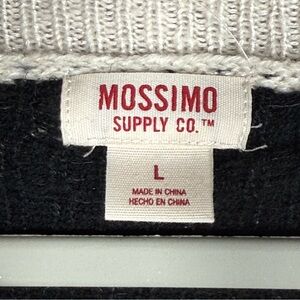 MOSSIMO
SUPPLY CO.™
L
MADE IN CHINA
HECHO EN CHINA